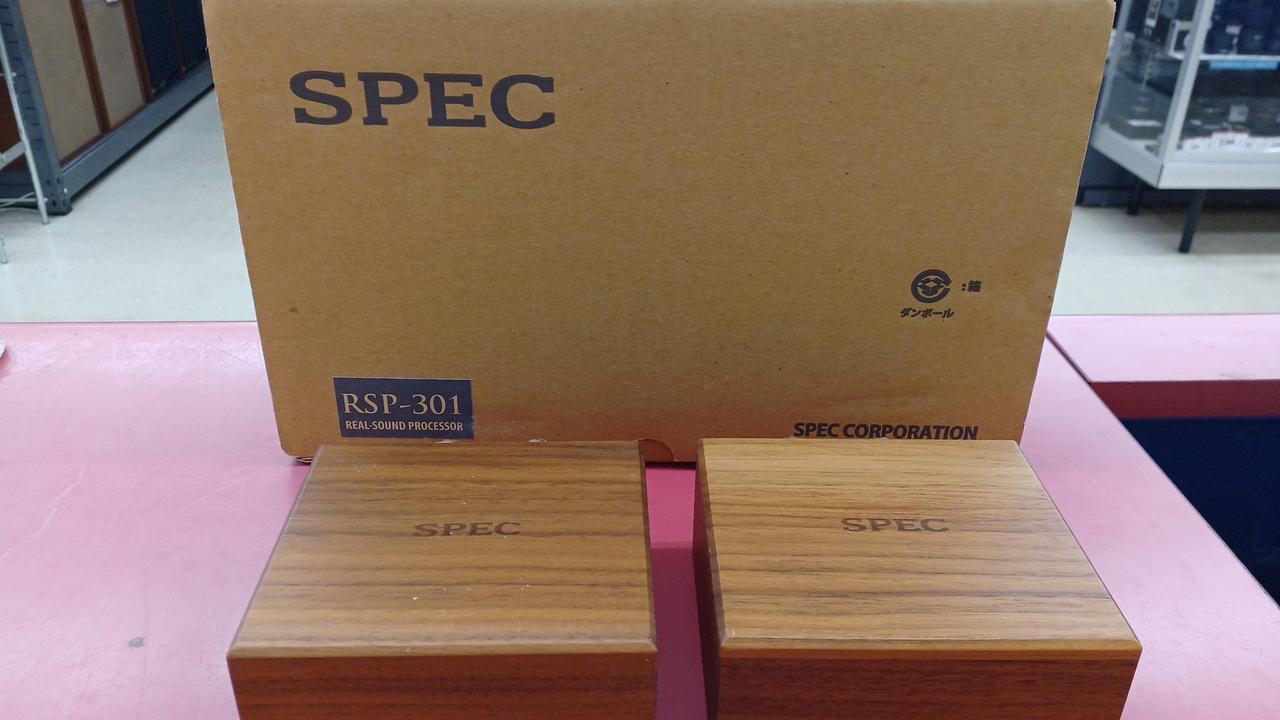 SPEC
:箱
ダンボール
RSP-301
REAL-SOUND PROCESSOR
SPEC CORPORATION
SPEC
SPEC